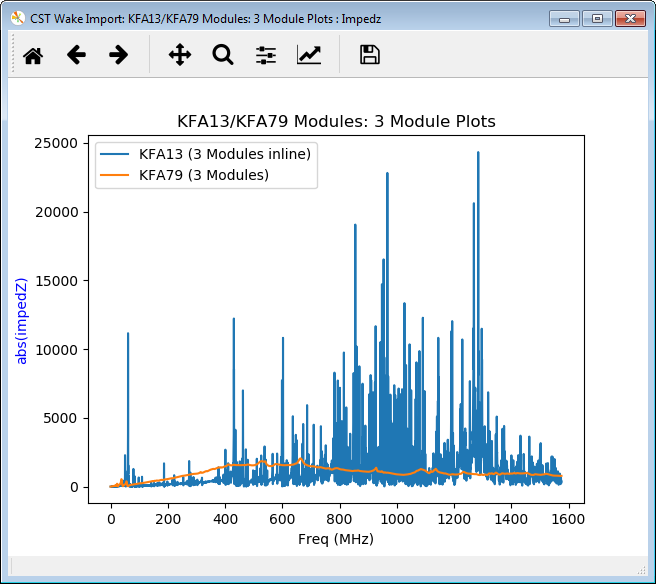 CST Wake Import: KFA13/KFA79 Modules: 3 Module Plots : Impedz
KFA13/KFA79 Modules: 3 Module Plots
KFA13 (3 Modules inline)
KFA79 (3 Modules)
25000
20000
15000
10000
5000
0
abs(impedZ)
0 200 400 600 800 1000 1200 1400 1600
Freq (MHz)